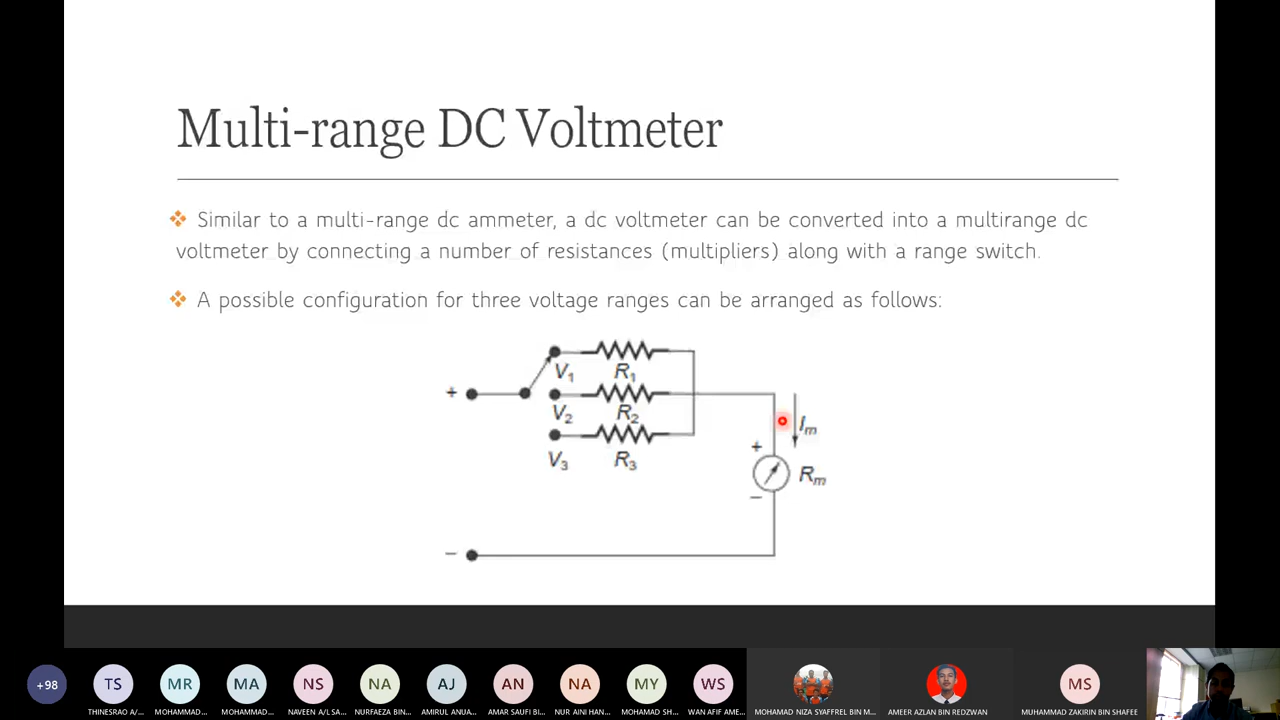 Multi-range DC Voltmeter
❖ Similar to a multi-range dc ammeter, a dc voltmeter can be converted into a multirange dc
voltmeter by connecting a number of resistances (multipliers) along with a range switch.
❖ A possible configuration for three voltage ranges can be arranged as follows:
V1 R1
+
V2 R2
Im
V3 R3
+
Rm
−
−
+98 TS MR MA NS NA AJ AN NA MY WS MS
THINESRAO A/... MOHAMMAD... MOHAMMAD... NAVEEN A/L SA... NURFAEZA BIN... AMIRUL ANUA... AMAR SAUFI BI... NUR AINI HAN... MOHAMAD SH... WAN AFIF AME... MOHAMAD NIZA SYAFFREL BIN M... AMEER AZLAN BIN REDZWAN MUHAMMAD ZAKIRIN BIN SHAFEE